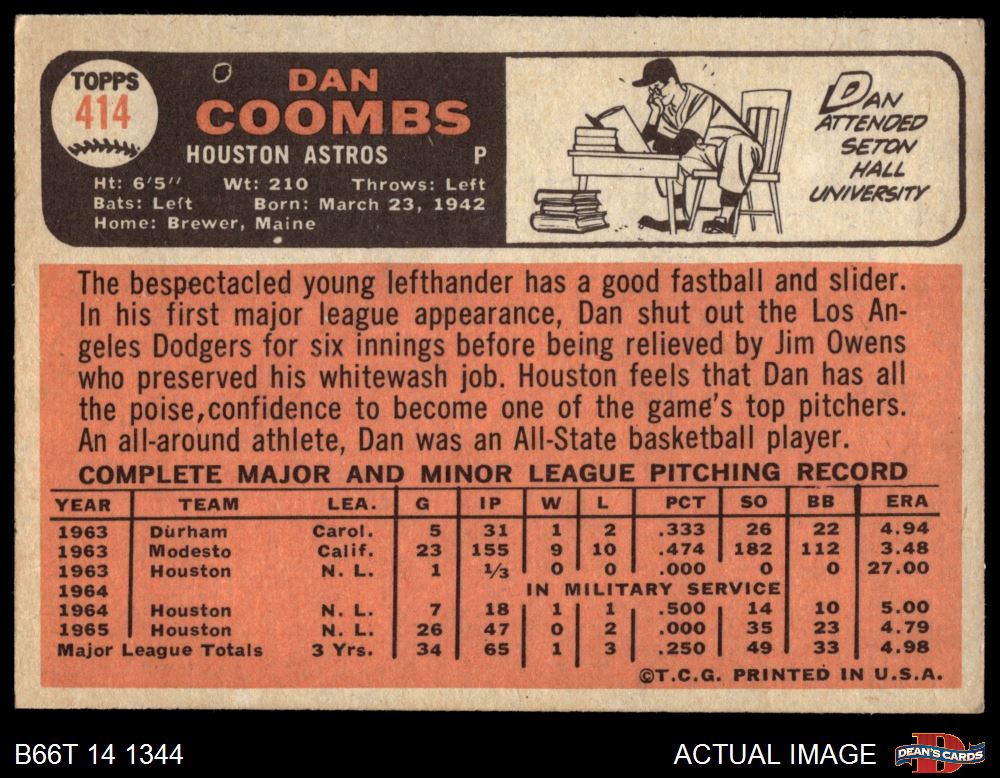 TOPPS
414
DAN
COOMBS
HOUSTON ASTROS P
Ht: 6'5" Wt: 210 Throws: Left
Bats: Left Born: March 23, 1942
Home: Brewer, Maine
DAN
ATTENDED
SETON
HALL
UNIVERSITY
The bespectacled young lefthander has a good fastball and slider.
In his first major league appearance, Dan shut out the Los An-
geles Dodgers for six innings before being relieved by Jim Owens
who preserved his whitewash job. Houston feels that Dan has all
the poise, confidence to become one of the game's top pitchers.
An all-around athlete, Dan was an All-State basketball player.
COMPLETE MAJOR AND MINOR LEAGUE PITCHING RECORD
YEAR TEAM LEA. G IP W L PCT SO BB ERA
1963 Durham Carol. 5 31 1 2 .333 26 22 4.94
1963 Modesto Calif. 23 155 9 10 .474 182 112 3.48
1963 Houston N. L. 1 1/3 0 0 .000 0 0 27.00
1964 IN MILITARY SERVICE
1964 Houston N. L. 7 18 1 1 .500 14 10 5.00
1965 Houston N. L. 26 47 0 2 .000 35 23 4.79
Major League Totals 3 Yrs. 34 65 1 3 .250 49 33 4.98
©T.C.G. PRINTED IN U.S.A.
B66T 14 1344 ACTUAL IMAGE DEAN'S CARDS